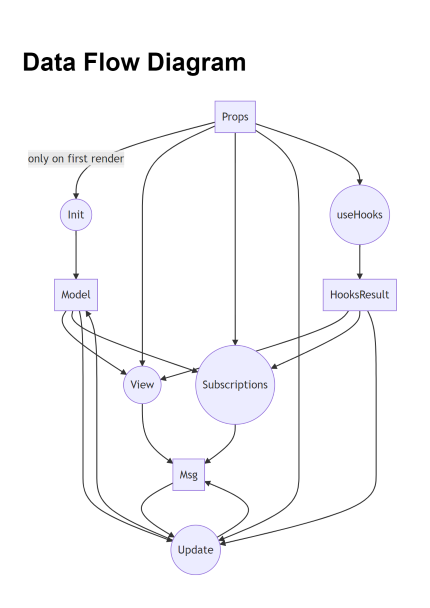 Data Flow Diagram
Props
only on first render
Init
useHooks
Model
HooksResult
View
Subscriptions
Msg
Update